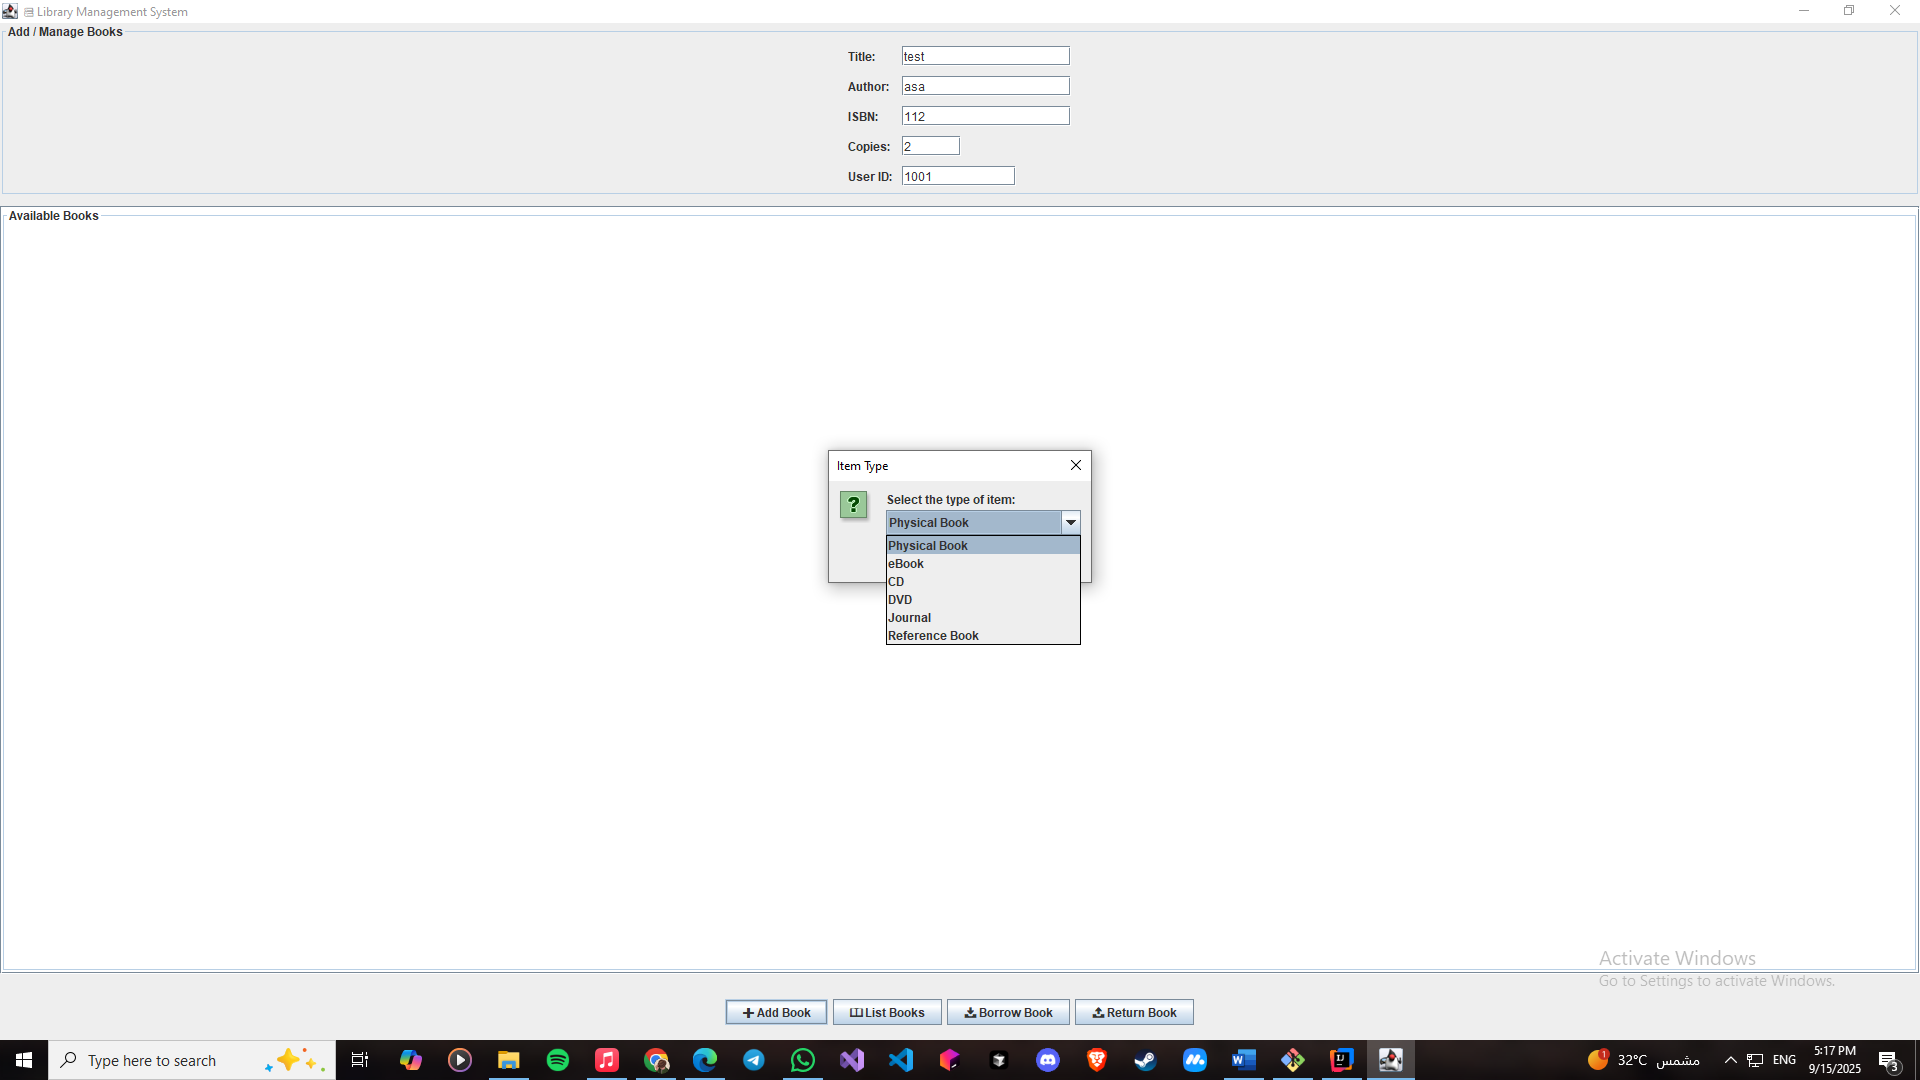 Library Management System
Add / Manage Books
Title: test
Author: asa
ISBN: 112
Copies: 2
User ID: 1001
Available Books
Item Type
Select the type of item:
Physical Book
Physical Book
eBook
CD
DVD
Journal
Reference Book
Activate Windows
Go to Settings to activate Windows.
Add Book List Books Borrow Book Return Book
Type here to search
1
32°C مشمس
ENG
5:17 PM
9/15/2025
3